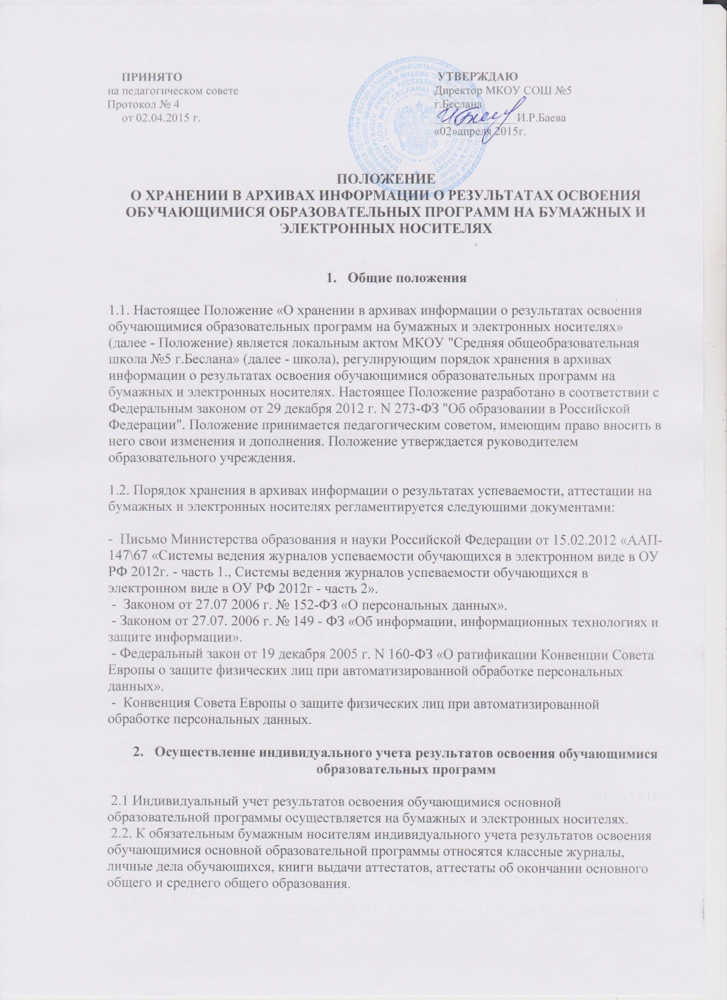 ПРИНЯТО
на педагогическом совете
Протокол № 4
от 02.04.2015 г.
УТВЕРЖДАЮ
Директор МКОУ СОШ №5
г.Беслана
И.Р.Баева
«02»апреля 2015г.
ПОЛОЖЕНИЕ
О ХРАНЕНИИ В АРХИВАХ ИНФОРМАЦИИ О РЕЗУЛЬТАТАХ ОСВОЕНИЯ
ОБУЧАЮЩИМИСЯ ОБРАЗОВАТЕЛЬНЫХ ПРОГРАММ НА БУМАЖНЫХ И
ЭЛЕКТРОННЫХ НОСИТЕЛЯХ
1. Общие положения
1.1. Настоящее Положение «О хранении в архивах информации о результатах освоения
обучающимися образовательных программ на бумажных и электронных носителях»
(далее - Положение) является локальным актом МКОУ "Средняя общеобразовательная
школа №5 г.Беслана» (далее - школа), регулирующим порядок хранения в архивах
информации о результатах освоения обучающимися образовательных программ на
бумажных и электронных носителях. Настоящее Положение разработано в соответствии с
Федеральным законом от 29 декабря 2012 г. N 273-ФЗ "Об образовании в Российской
Федерации". Положение принимается педагогическим советом, имеющим право вносить в
него свои изменения и дополнения. Положение утверждается руководителем
образовательного учреждения.
1.2. Порядок хранения в архивах информации о результатах успеваемости, аттестации на
бумажных и электронных носителях регламентируется следующими документами:
- Письмо Министерства образования и науки Российской Федерации от 15.02.2012 «ААП-
147\67 «Системы ведения журналов успеваемости обучающихся в электронном виде в ОУ
РФ 2012г. - часть 1., Системы ведения журналов успеваемости обучающихся в
электронном виде в ОУ РФ 2012г - часть 2».
- Законом от 27.07 2006 г. № 152-ФЗ «О персональных данных».
- Законом от 27.07. 2006 г. № 149 - ФЗ «Об информации, информационных технологиях и
защите информации».
- Федеральный закон от 19 декабря 2005 г. N 160-ФЗ «О ратификации Конвенции Совета
Европы о защите физических лиц при автоматизированной обработке персональных
данных».
- Конвенция Совета Европы о защите физических лиц при автоматизированной
обработке персональных данных.
2. Осуществление индивидуального учета результатов освоения обучающимися
образовательных программ
2.1 Индивидуальный учет результатов освоения обучающимися основной
образовательной программы осуществляется на бумажных и электронных носителях.
2.2. К обязательным бумажным носителям индивидуального учета результатов освоения
обучающимися основной образовательной программы относятся классные журналы,
личные дела обучающихся, книги выдачи аттестатов, аттестаты об окончании основного
общего и среднего общего образования.